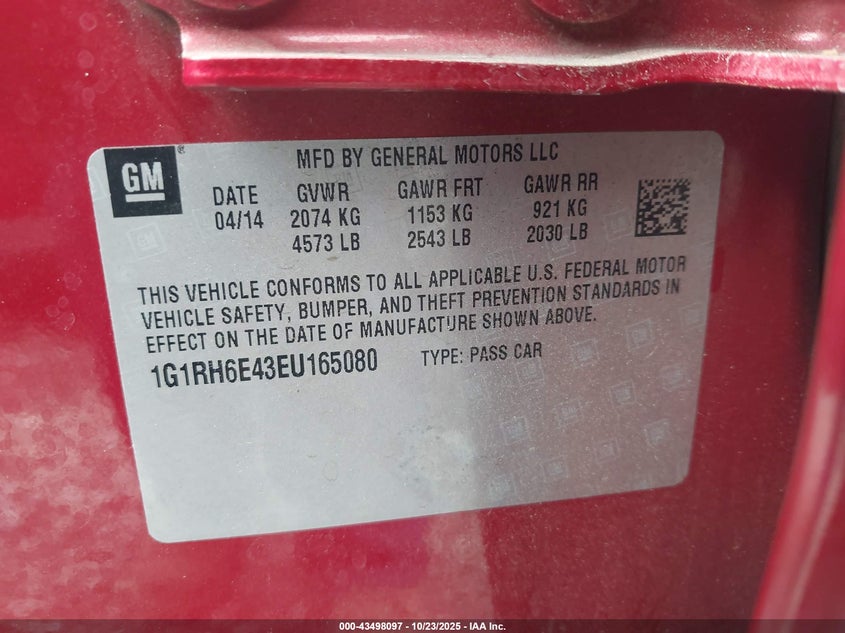 GM ®
MFD BY GENERAL MOTORS LLC
DATE GVWR GAWR FRT GAWR RR
04/14 2074 KG 1153 KG 921 KG
4573 LB 2543 LB 2030 LB
THIS VEHICLE CONFORMS TO ALL APPLICABLE U.S. FEDERAL MOTOR
VEHICLE SAFETY, BUMPER, AND THEFT PREVENTION STANDARDS IN
EFFECT ON THE DATE OF MANUFACTURE SHOWN ABOVE.
1G1RH6E43EU165080 TYPE: PASS CAR
000-43498097 - 10/23/2025 - IAA Inc.